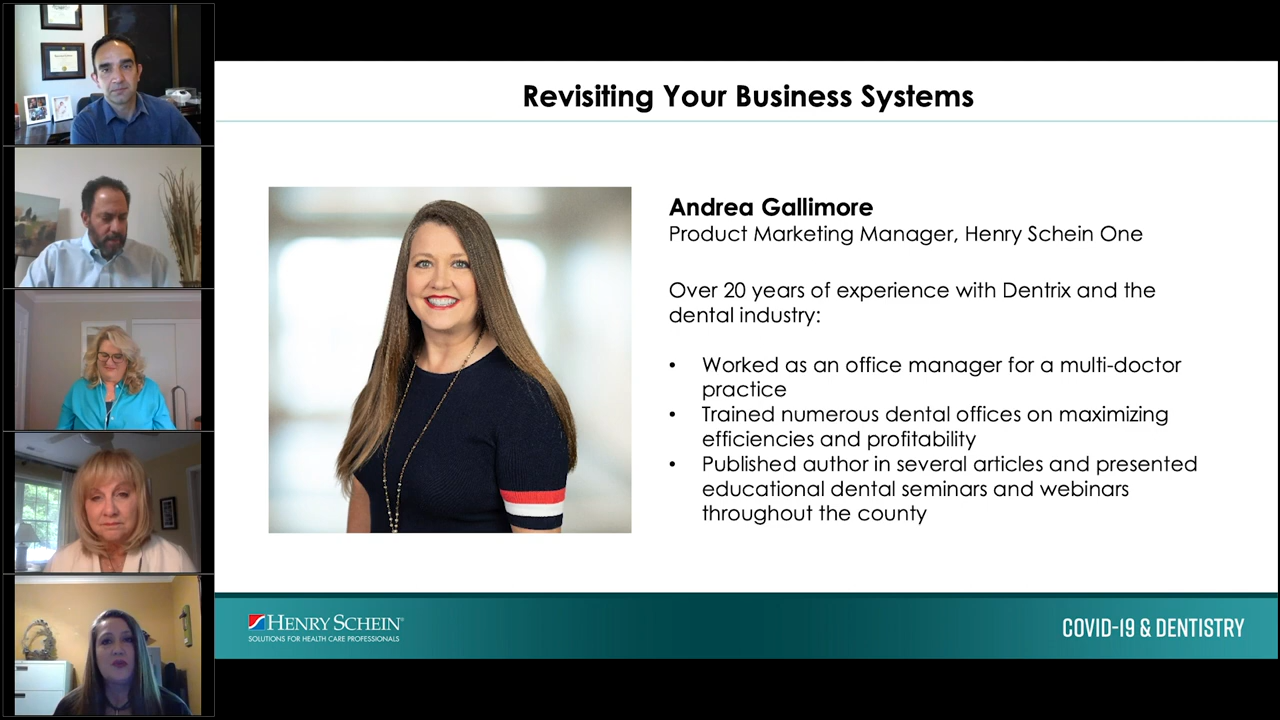 Revisiting Your Business Systems
Andrea Gallimore
Product Marketing Manager, Henry Schein One
Over 20 years of experience with Dentrix and the
dental industry:
• Worked as an office manager for a multi-doctor
practice
• Trained numerous dental offices on maximizing
efficiencies and profitability
• Published author in several articles and presented
educational dental seminars and webinars
throughout the county
HENRY SCHEIN®
SOLUTIONS FOR HEALTH CARE PROFESSIONALS
COVID-19 & DENTISTRY